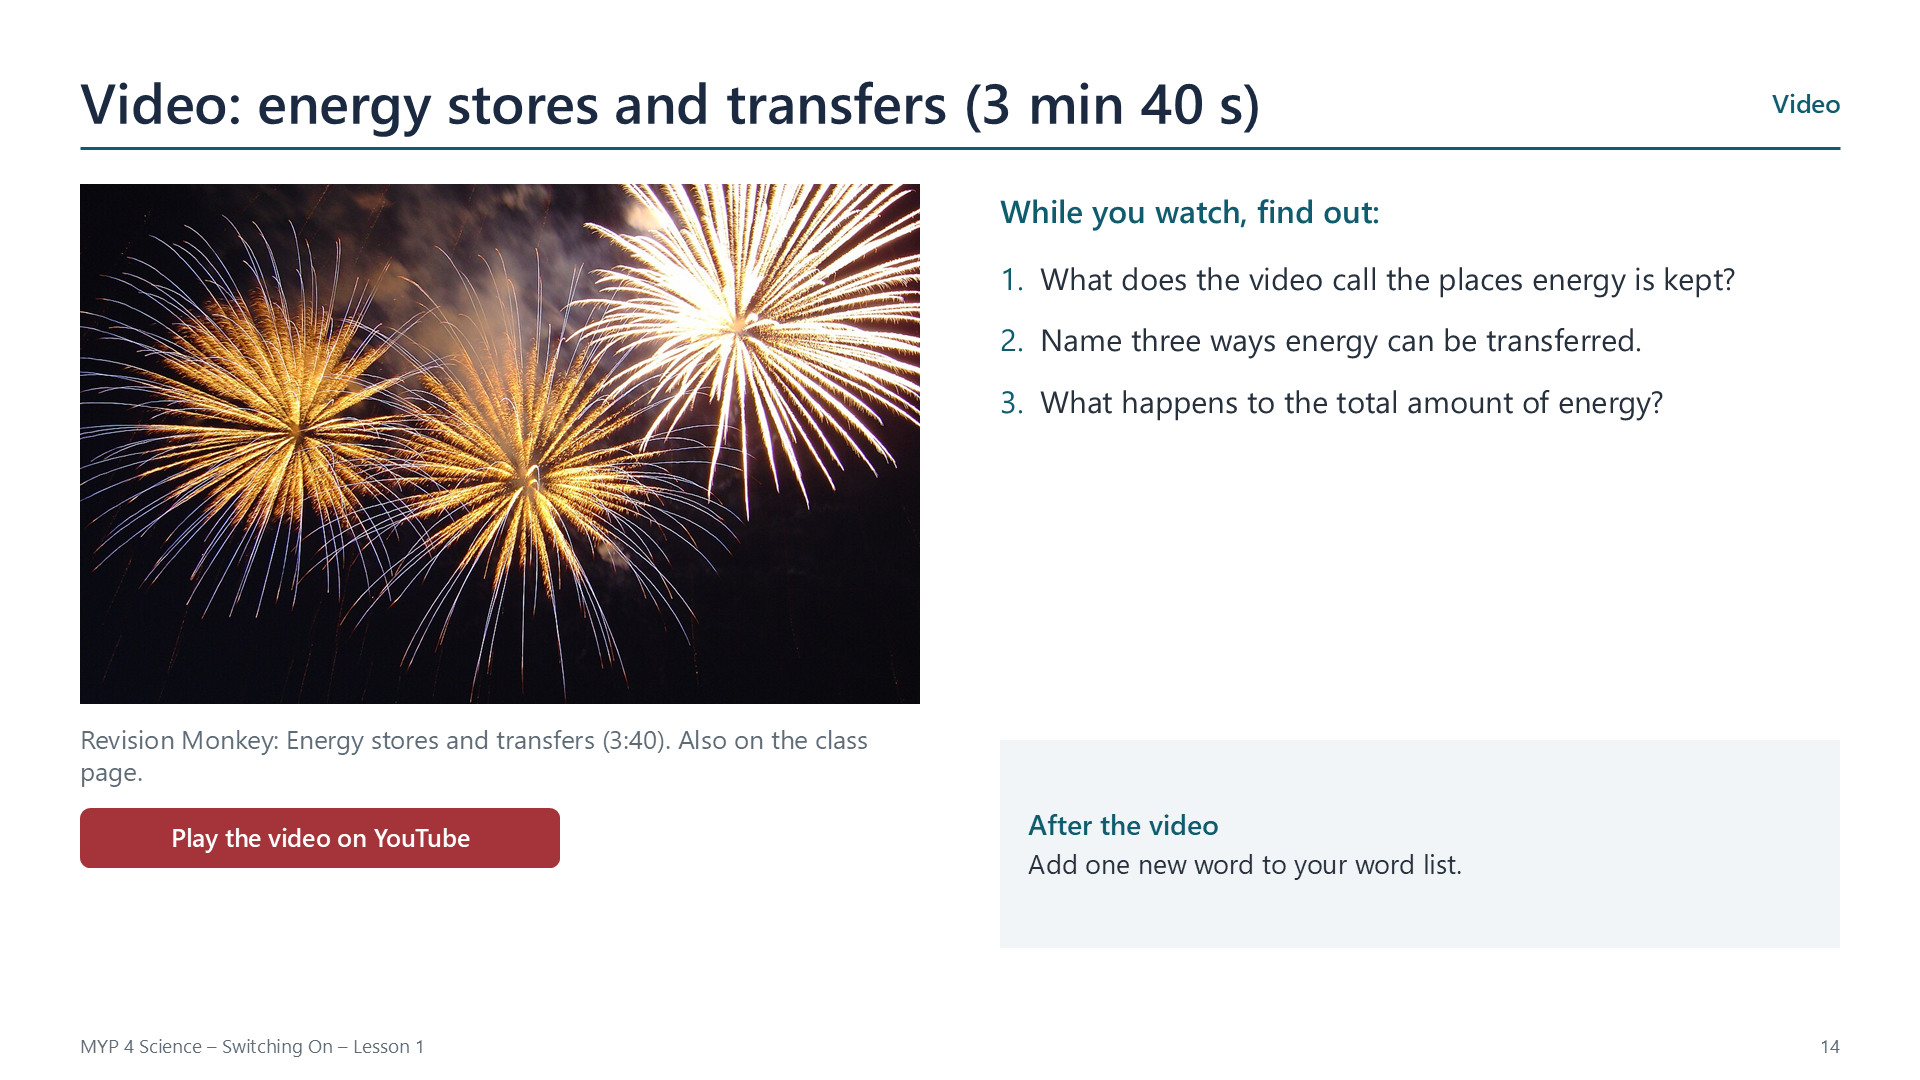 Video: energy stores and transfers (3 min 40 s)
Video
Revision Monkey: Energy stores and transfers (3:40). Also on the class
page.
Play the video on YouTube
While you watch, find out:
1. What does the video call the places energy is kept?
2. Name three ways energy can be transferred.
3. What happens to the total amount of energy?
After the video
Add one new word to your word list.
MYP 4 Science – Switching On – Lesson 1
14